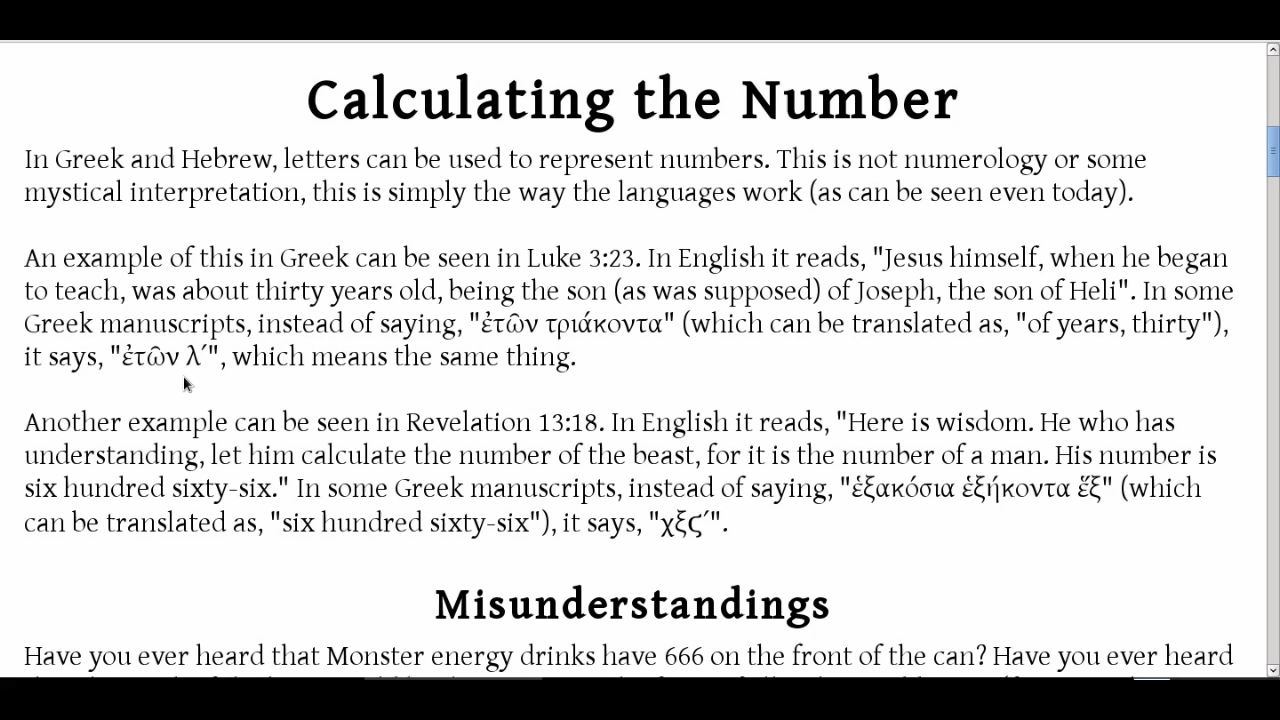 Calculating the Number
In Greek and Hebrew, letters can be used to represent numbers. This is not numerology or some
mystical interpretation, this is simply the way the languages work (as can be seen even today).
An example of this in Greek can be seen in Luke 3:23. In English it reads, "Jesus himself, when he began
to teach, was about thirty years old, being the son (as was supposed) of Joseph, the son of Heli". In some
Greek manuscripts, instead of saying, "ἐτῶν τριάκοντα" (which can be translated as, "of years, thirty"),
it says, "ἐτῶν λ΄", which means the same thing.
Another example can be seen in Revelation 13:18. In English it reads, "Here is wisdom. He who has
understanding, let him calculate the number of the beast, for it is the number of a man. His number is
six hundred sixty-six." In some Greek manuscripts, instead of saying, "ἑξακόσια ἑξήκοντα ἕξ" (which
can be translated as, "six hundred sixty-six"), it says, "χξϛ΄".
Misunderstandings
Have you ever heard that Monster energy drinks have 666 on the front of the can? Have you ever heard